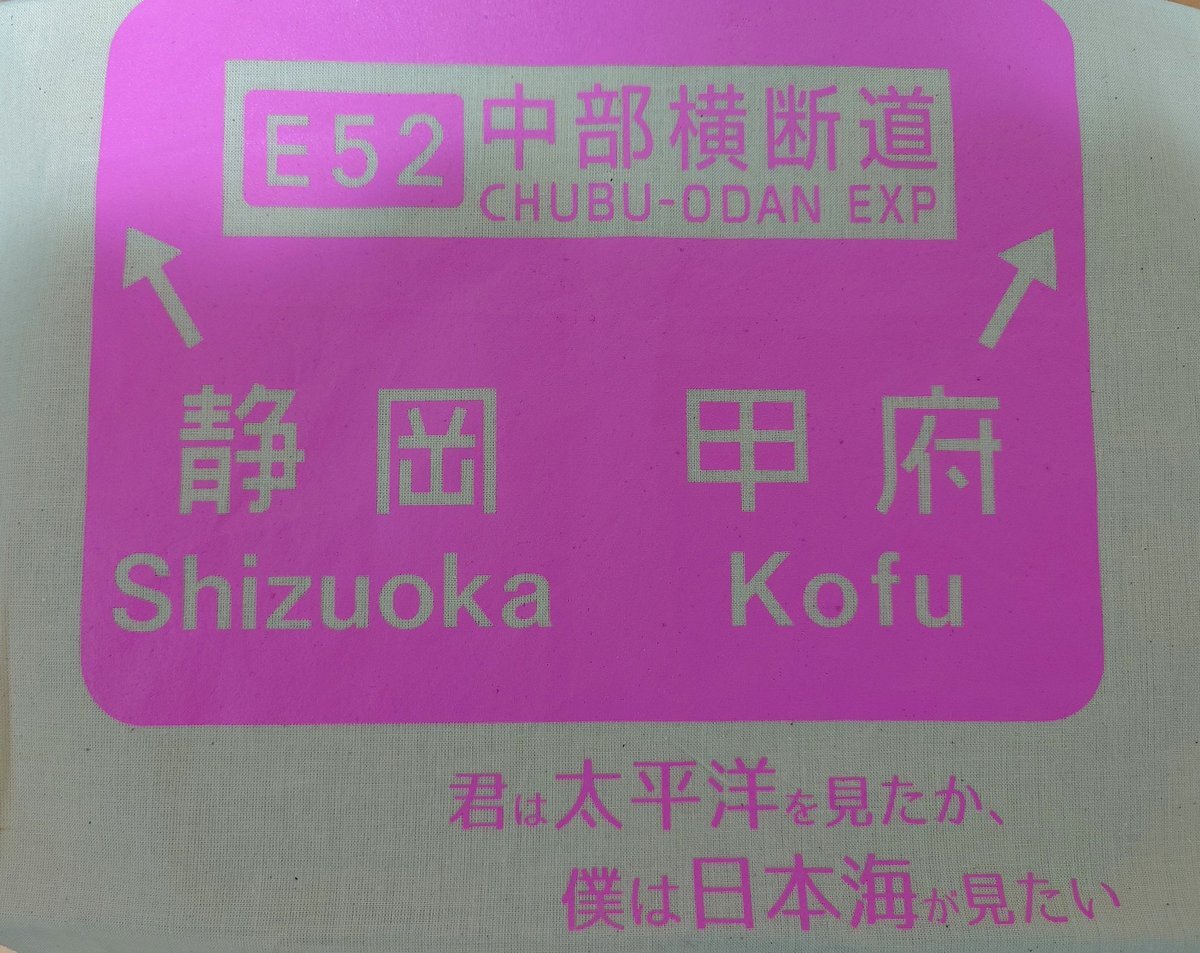 E52 中部横断道
CHUBU-ODAN EXP
静岡 甲府
Shizuoka Kofu
君は太平洋を見たか、
僕は日本海が見たい